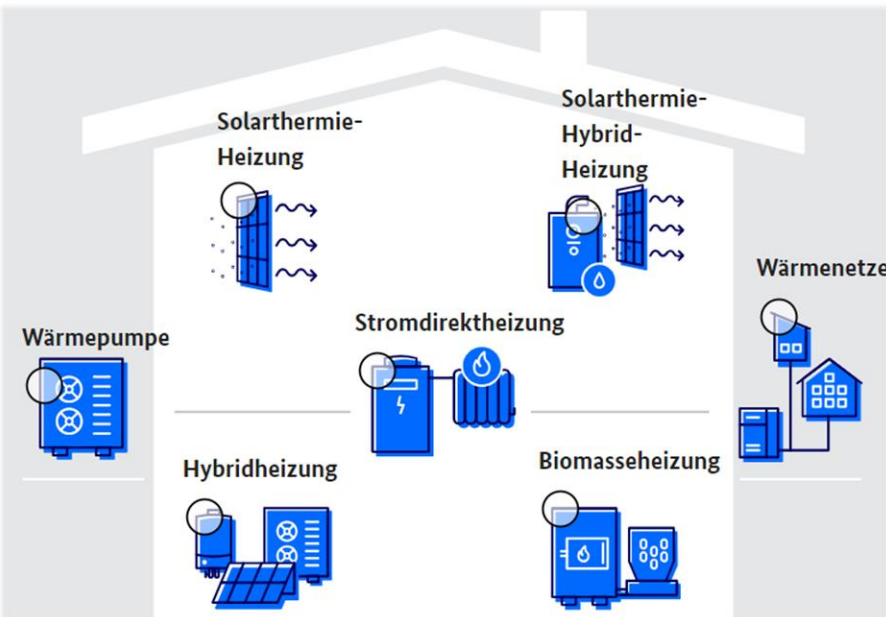 Solarthermie-
Heizung
Solarthermie-
Hybrid-
Heizung
Wärmenetze
Wärmepumpe
Stromdirektheizung
Hybridheizung
Biomasseheizung